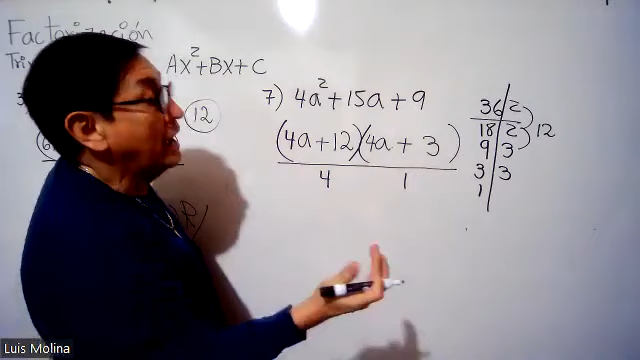 Factorización
Tri
AX²+BX+C
12
7) 4a²+15a+9
(4a+12)(4a+3)
4 1
36 2
18 2
9 3
3 3
1
12
Luis Molina